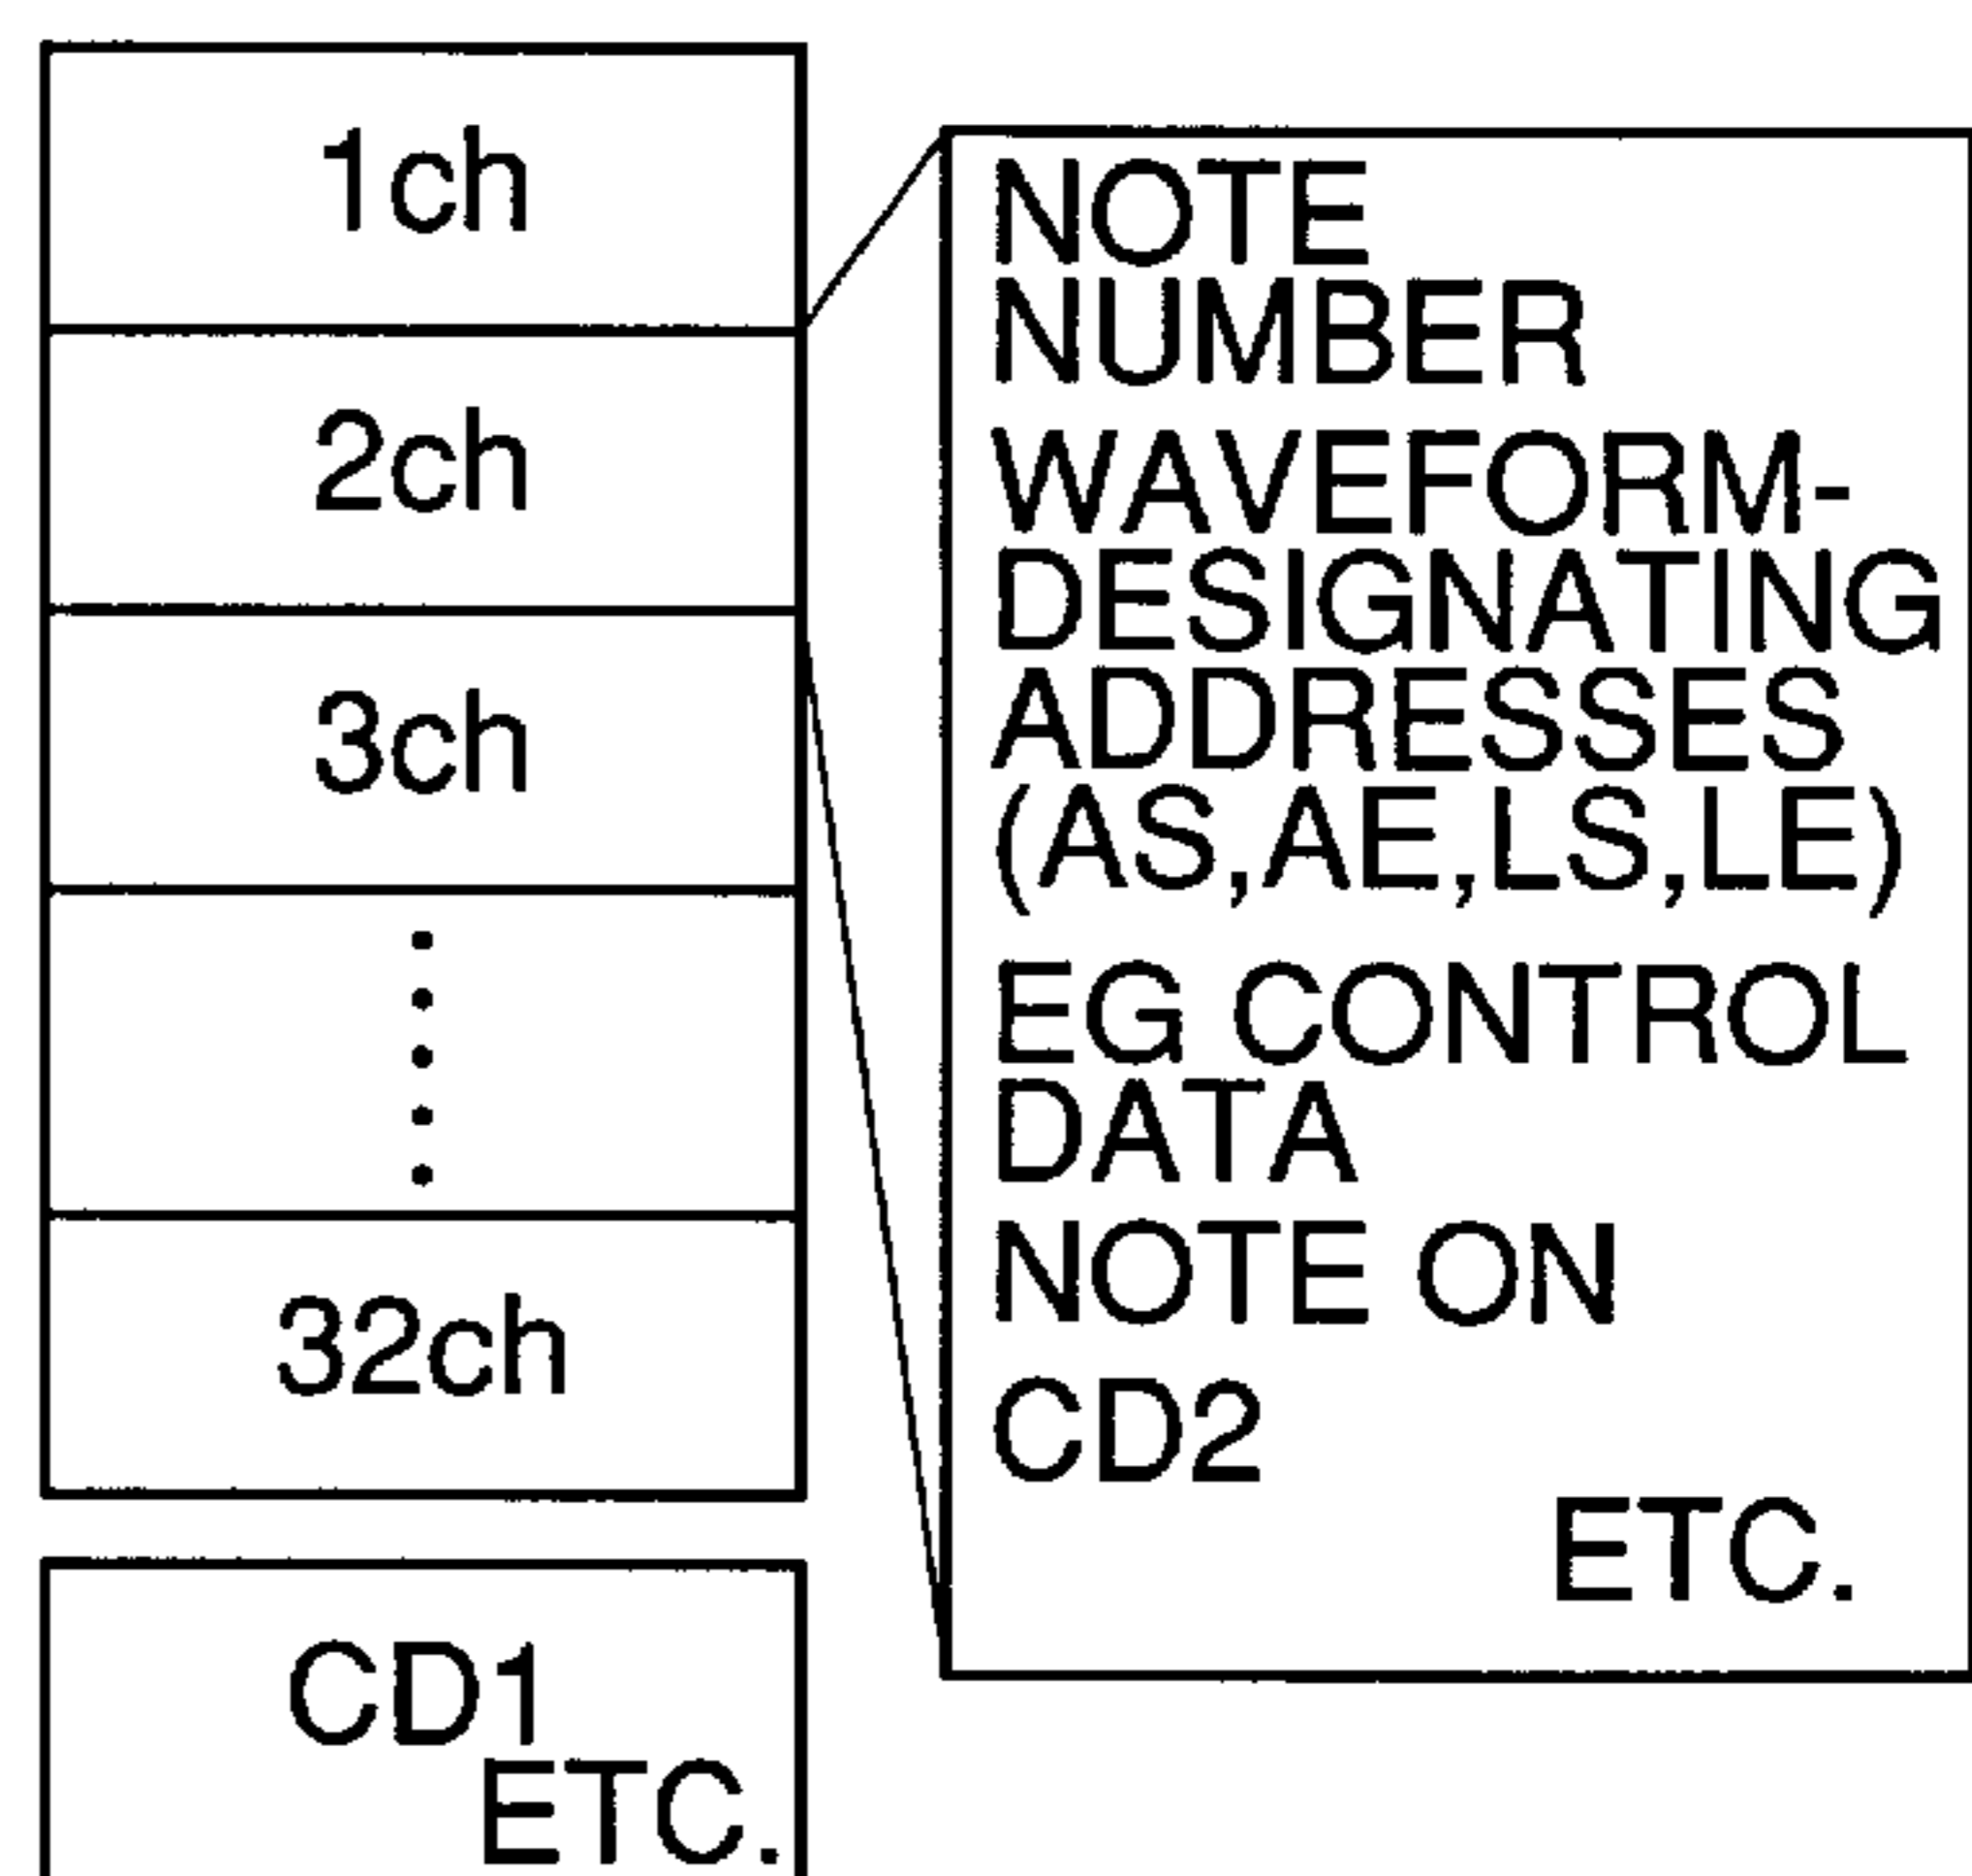 1ch
2ch
3ch
32ch
CD1
ETC.
NOTE
NUMBER
WAVEFORM-
DESIGNATING
ADDRESSES
(AS,AE,LS,LE)
EG CONTROL
DATA
NOTE ON
CD2
ETC.